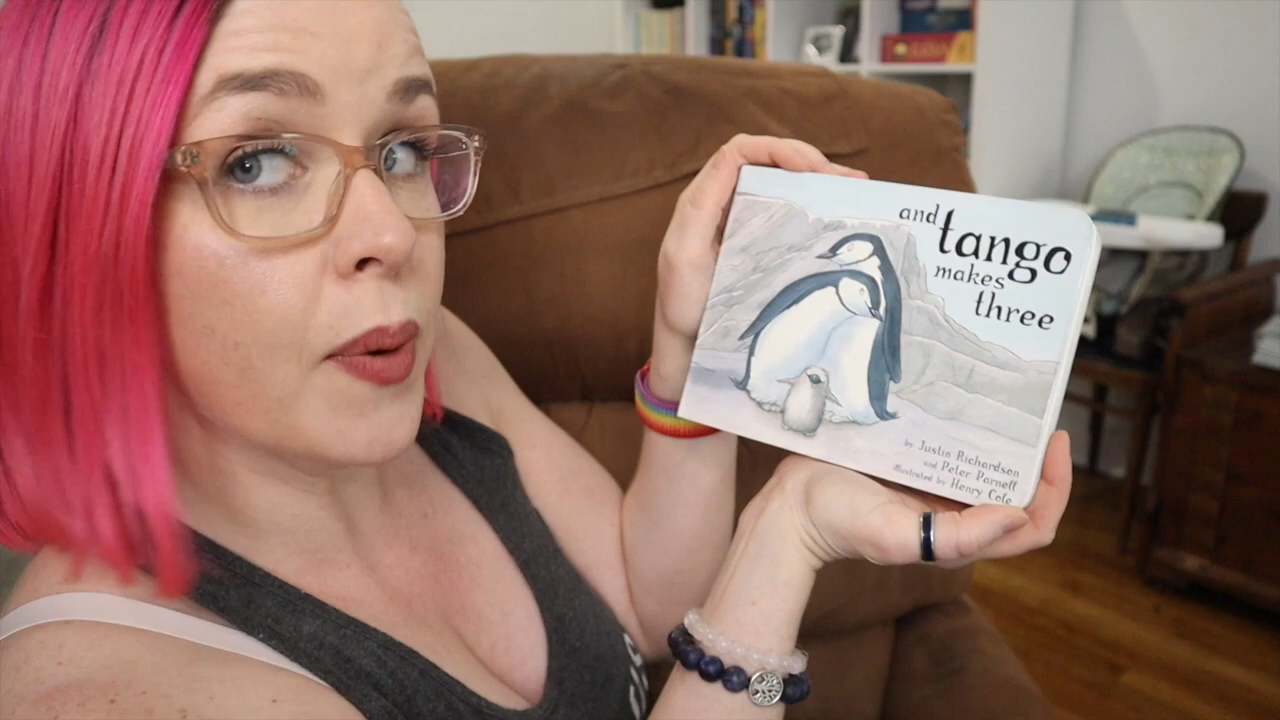 and
tango
makes
three
by Justin Richardson
and Peter Parnell
illustrated by Henry Cole